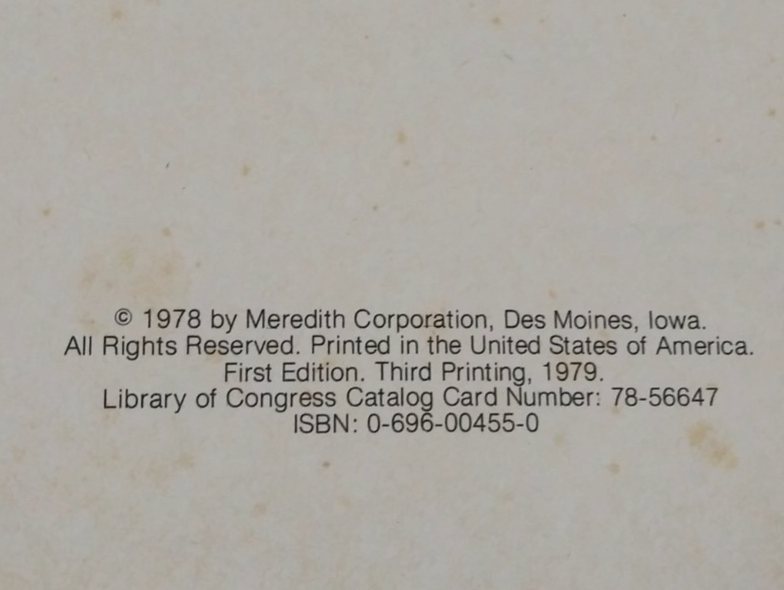 © 1978 by Meredith Corporation, Des Moines, Iowa.
All Rights Reserved. Printed in the United States of America.
First Edition. Third Printing, 1979.
Library of Congress Catalog Card Number: 78-56647
ISBN: 0-696-00455-0